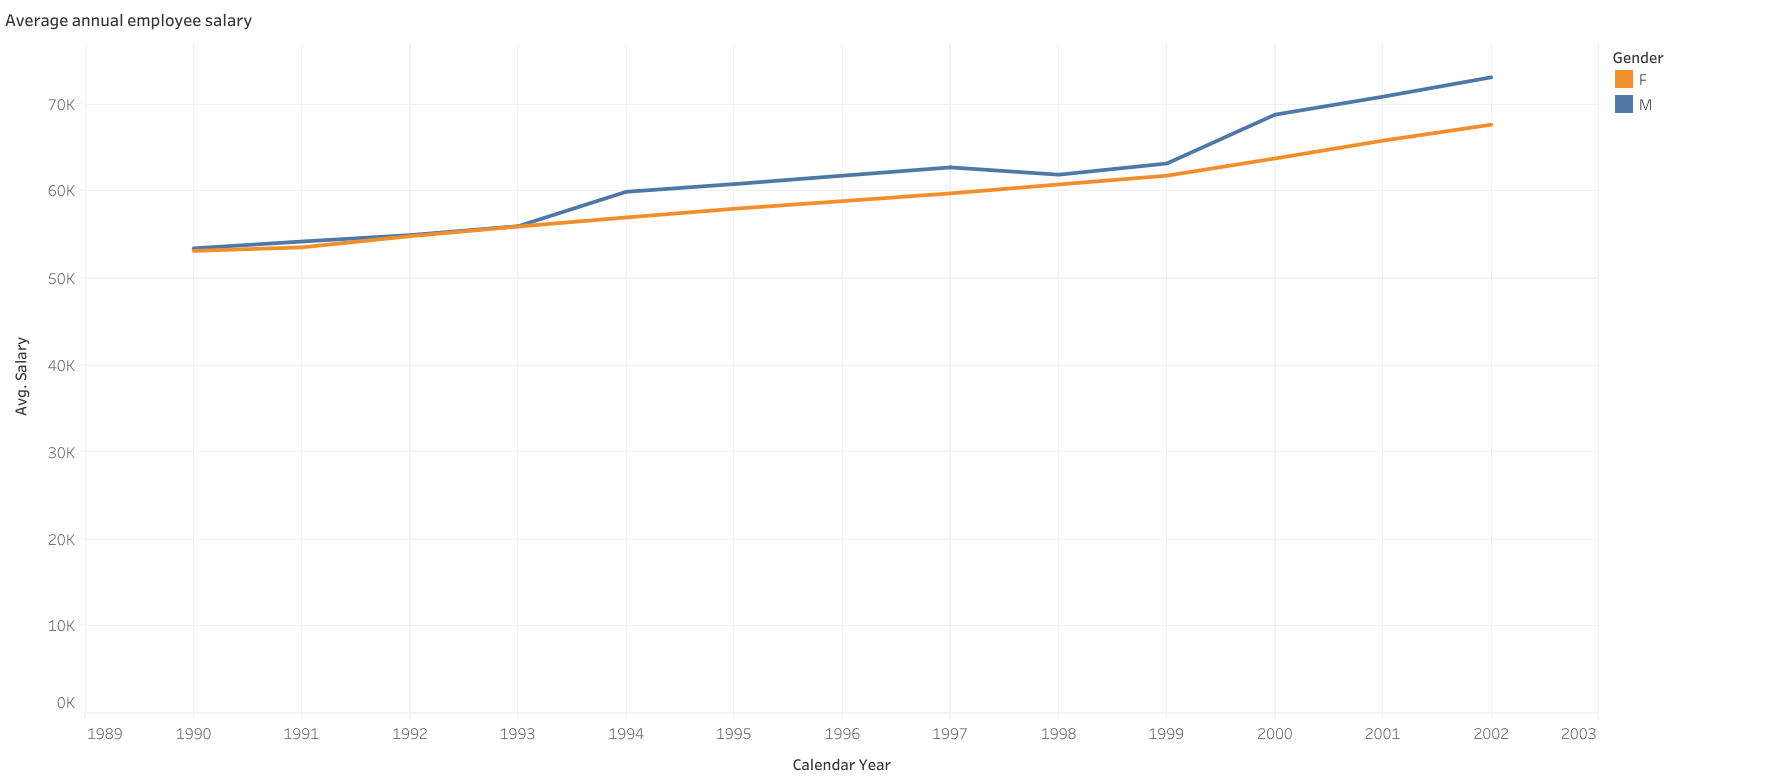 Average annual employee salary
Gender
F
M
70K
60K
50K
40K
30K
20K
10K
0K
Avg. Salary
1989 1990 1991 1992 1993 1994 1995 1996 1997 1998 1999 2000 2001 2002 2003
Calendar Year